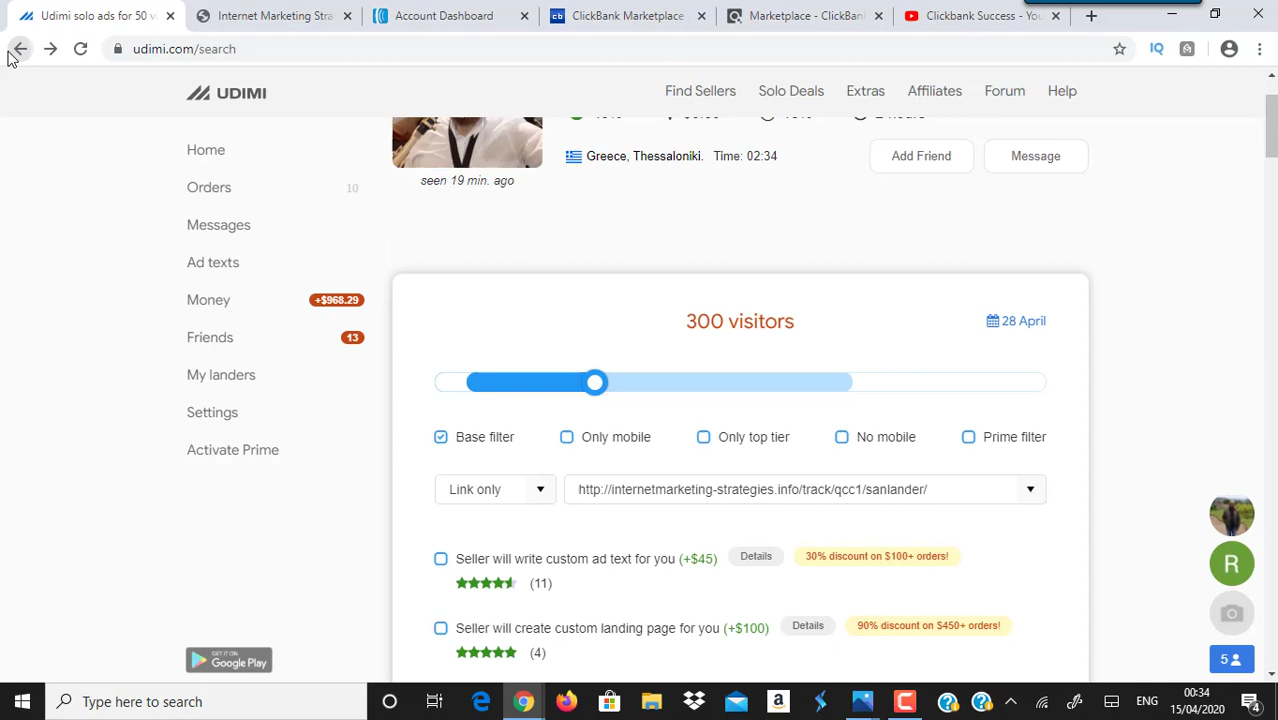 Udimi solo ads for 50 v
Internet Marketing Stra
Account Dashboard
ClickBank Marketplace
Marketplace - ClickBan
Clickbank Success - You
udimi.com/search
UDIMI
Find Sellers
Solo Deals
Extras
Affiliates
Forum
Help
Home
Orders 10
Messages
Ad texts
Money +$968.29
Friends 13
My landers
Settings
Activate Prime
GET IT ON
Google Play
seen 19 min. ago
Greece, Thessaloniki. Time: 02:34
Add Friend
Message
300 visitors
28 April
Base filter
Only mobile
Only top tier
No mobile
Prime filter
Link only
http://internetmarketing-strategies.info/track/qcc1/sanlander/
Seller will write custom ad text for you (+$45) Details 30% discount on $100+ orders!
(11)
Seller will create custom landing page for you (+$100) Details 90% discount on $450+ orders!
(4)
R
5
Type here to search
ENG
00:34
15/04/2020
4